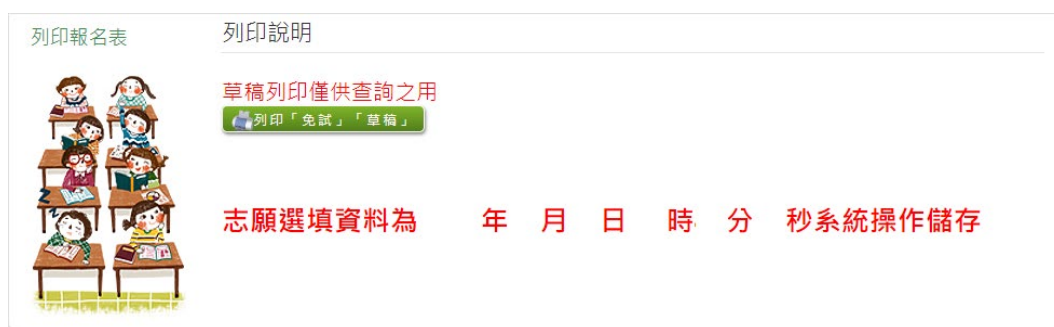 列印報名表
列印說明
草稿列印僅供查詢之用
列印「免試」「草稿」
志願選填資料為 年 月 日 時 分 秒系統操作儲存